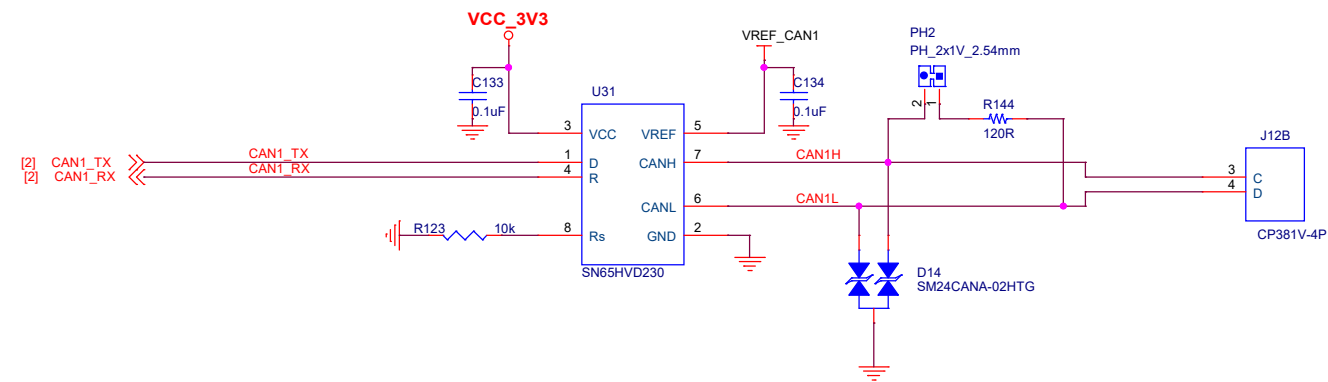 VCC_3V3
VREF_CAN1
PH2
PH_2x1V_2.54mm
C133
0.1uF
C134
0.1uF
U31
2
1
R144
120R
J12B
3
VCC
VREF
5
[2]
CAN1_TX
CAN1_TX
1
D
CANH
7
CAN1H
[2]
CAN1_RX
CAN1_RX
4
R
3
C
4
D
CANL
6
CAN1L
R123
10k
8
Rs
GND
2
CP381V-4P
SN65HVD230
D14
SM24CANA-02HTG